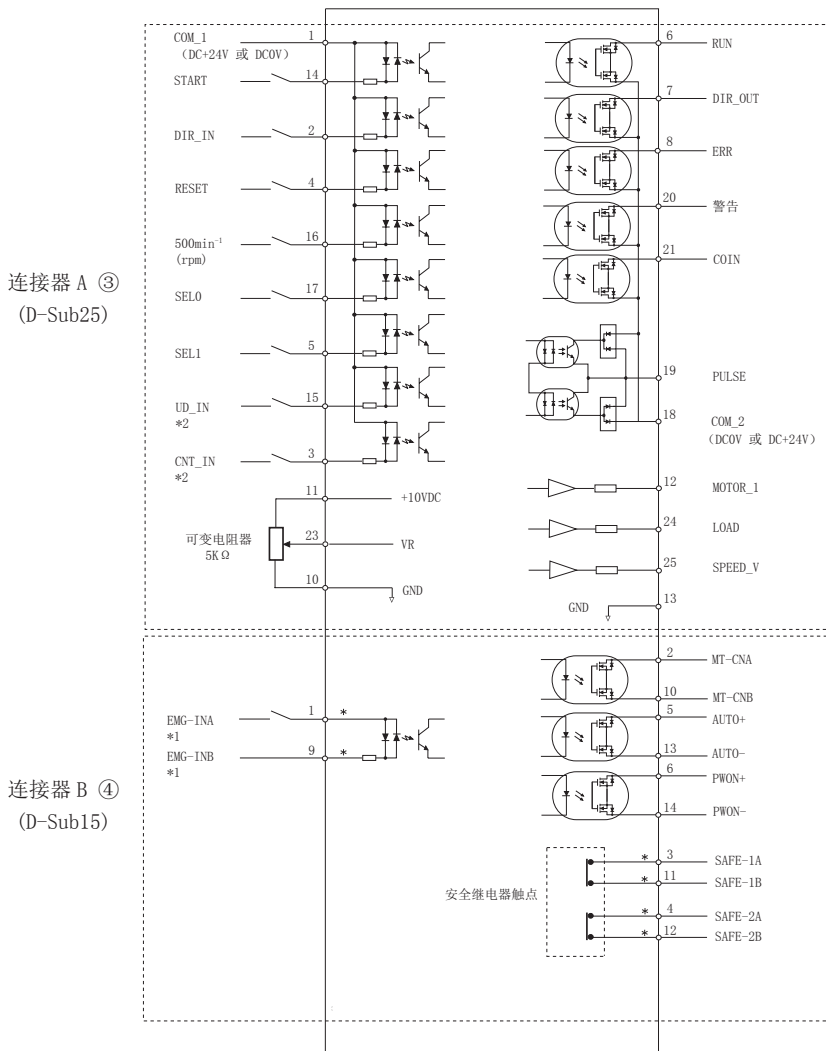 COM_1
1
(DC+24V 或 DC0V)
START
14
DIR_IN
2
RESET
4
500min⁻¹
16
(rpm)
SEL0
17
SEL1
5
UD_IN
15
*2
CNT_IN
3
*2
11
+10VDC
可变电阻器
5KΩ
23
VR
10
GND
连接器 A ③
(D-Sub25)
6
RUN
7
DIR_OUT
8
ERR
20
警告
21
COIN
19
PULSE
18
COM_2
(DC0V 或 DC+24V)
12
MOTOR_1
24
LOAD
25
SPEED_V
13
GND
连接器 B ④
(D-Sub15)
EMG-INA
1
*
*1
EMG-INB
9
*
*1
2
MT-CNA
10
MT-CNB
5
AUTO+
13
AUTO-
6
PWON+
14
PWON-
安全继电器触点
*
3
SAFE-1A
*
11
SAFE-1B
*
4
SAFE-2A
*
12
SAFE-2B